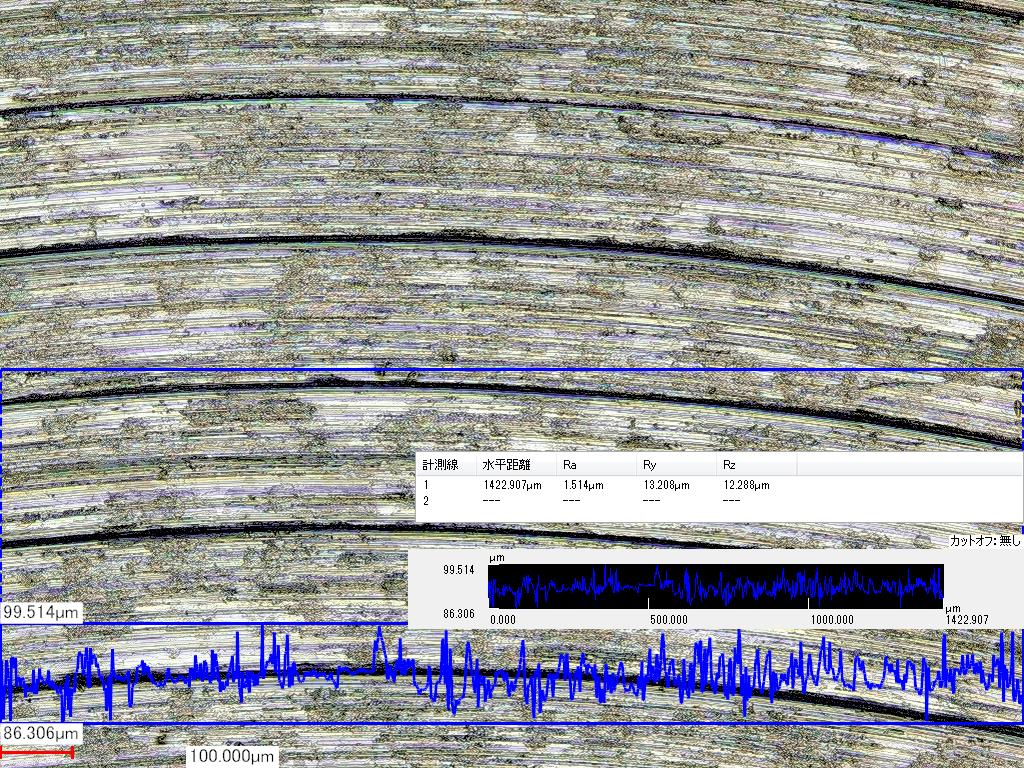 計測線 水平距離 Ra Ry Rz
1 1422.907µm 1.514µm 13.208µm 12.288µm
2 --- --- --- ---
カットオフ:無し
µm
99.514
86.306
µm
0.000 500.000 1000.000 1422.907
99.514µm
86.306µm
100.000µm